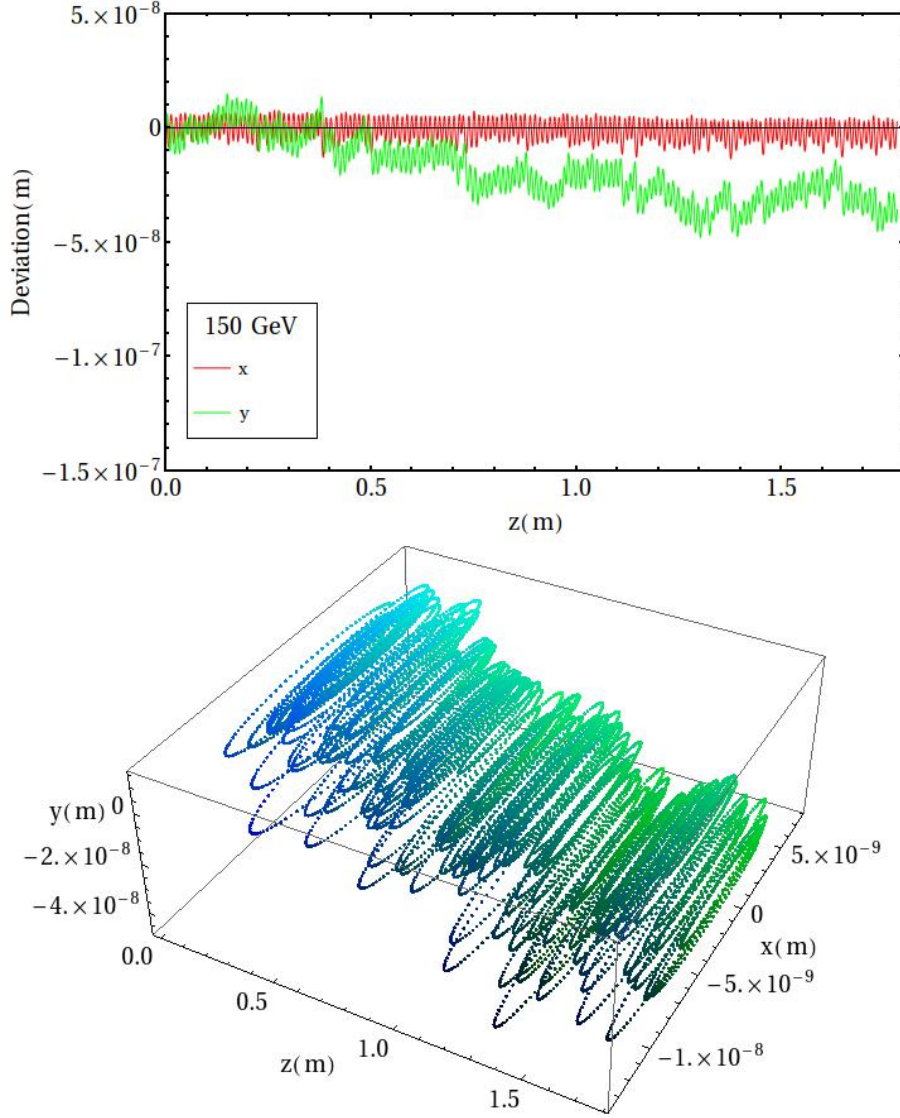 5.×10⁻⁸
0
−5.×10⁻⁸
−1.×10⁻⁷
−1.5×10⁻⁷
Deviation(m)
150 GeV
x
y
0.0 0.5 1.0 1.5
z(m)
y(m) 0
−2.×10⁻⁸
−4.×10⁻⁸
0.0
0.5
1.0
1.5
z(m)
5.×10⁻⁹
0
x(m)
−5.×10⁻⁹
−1.×10⁻⁸